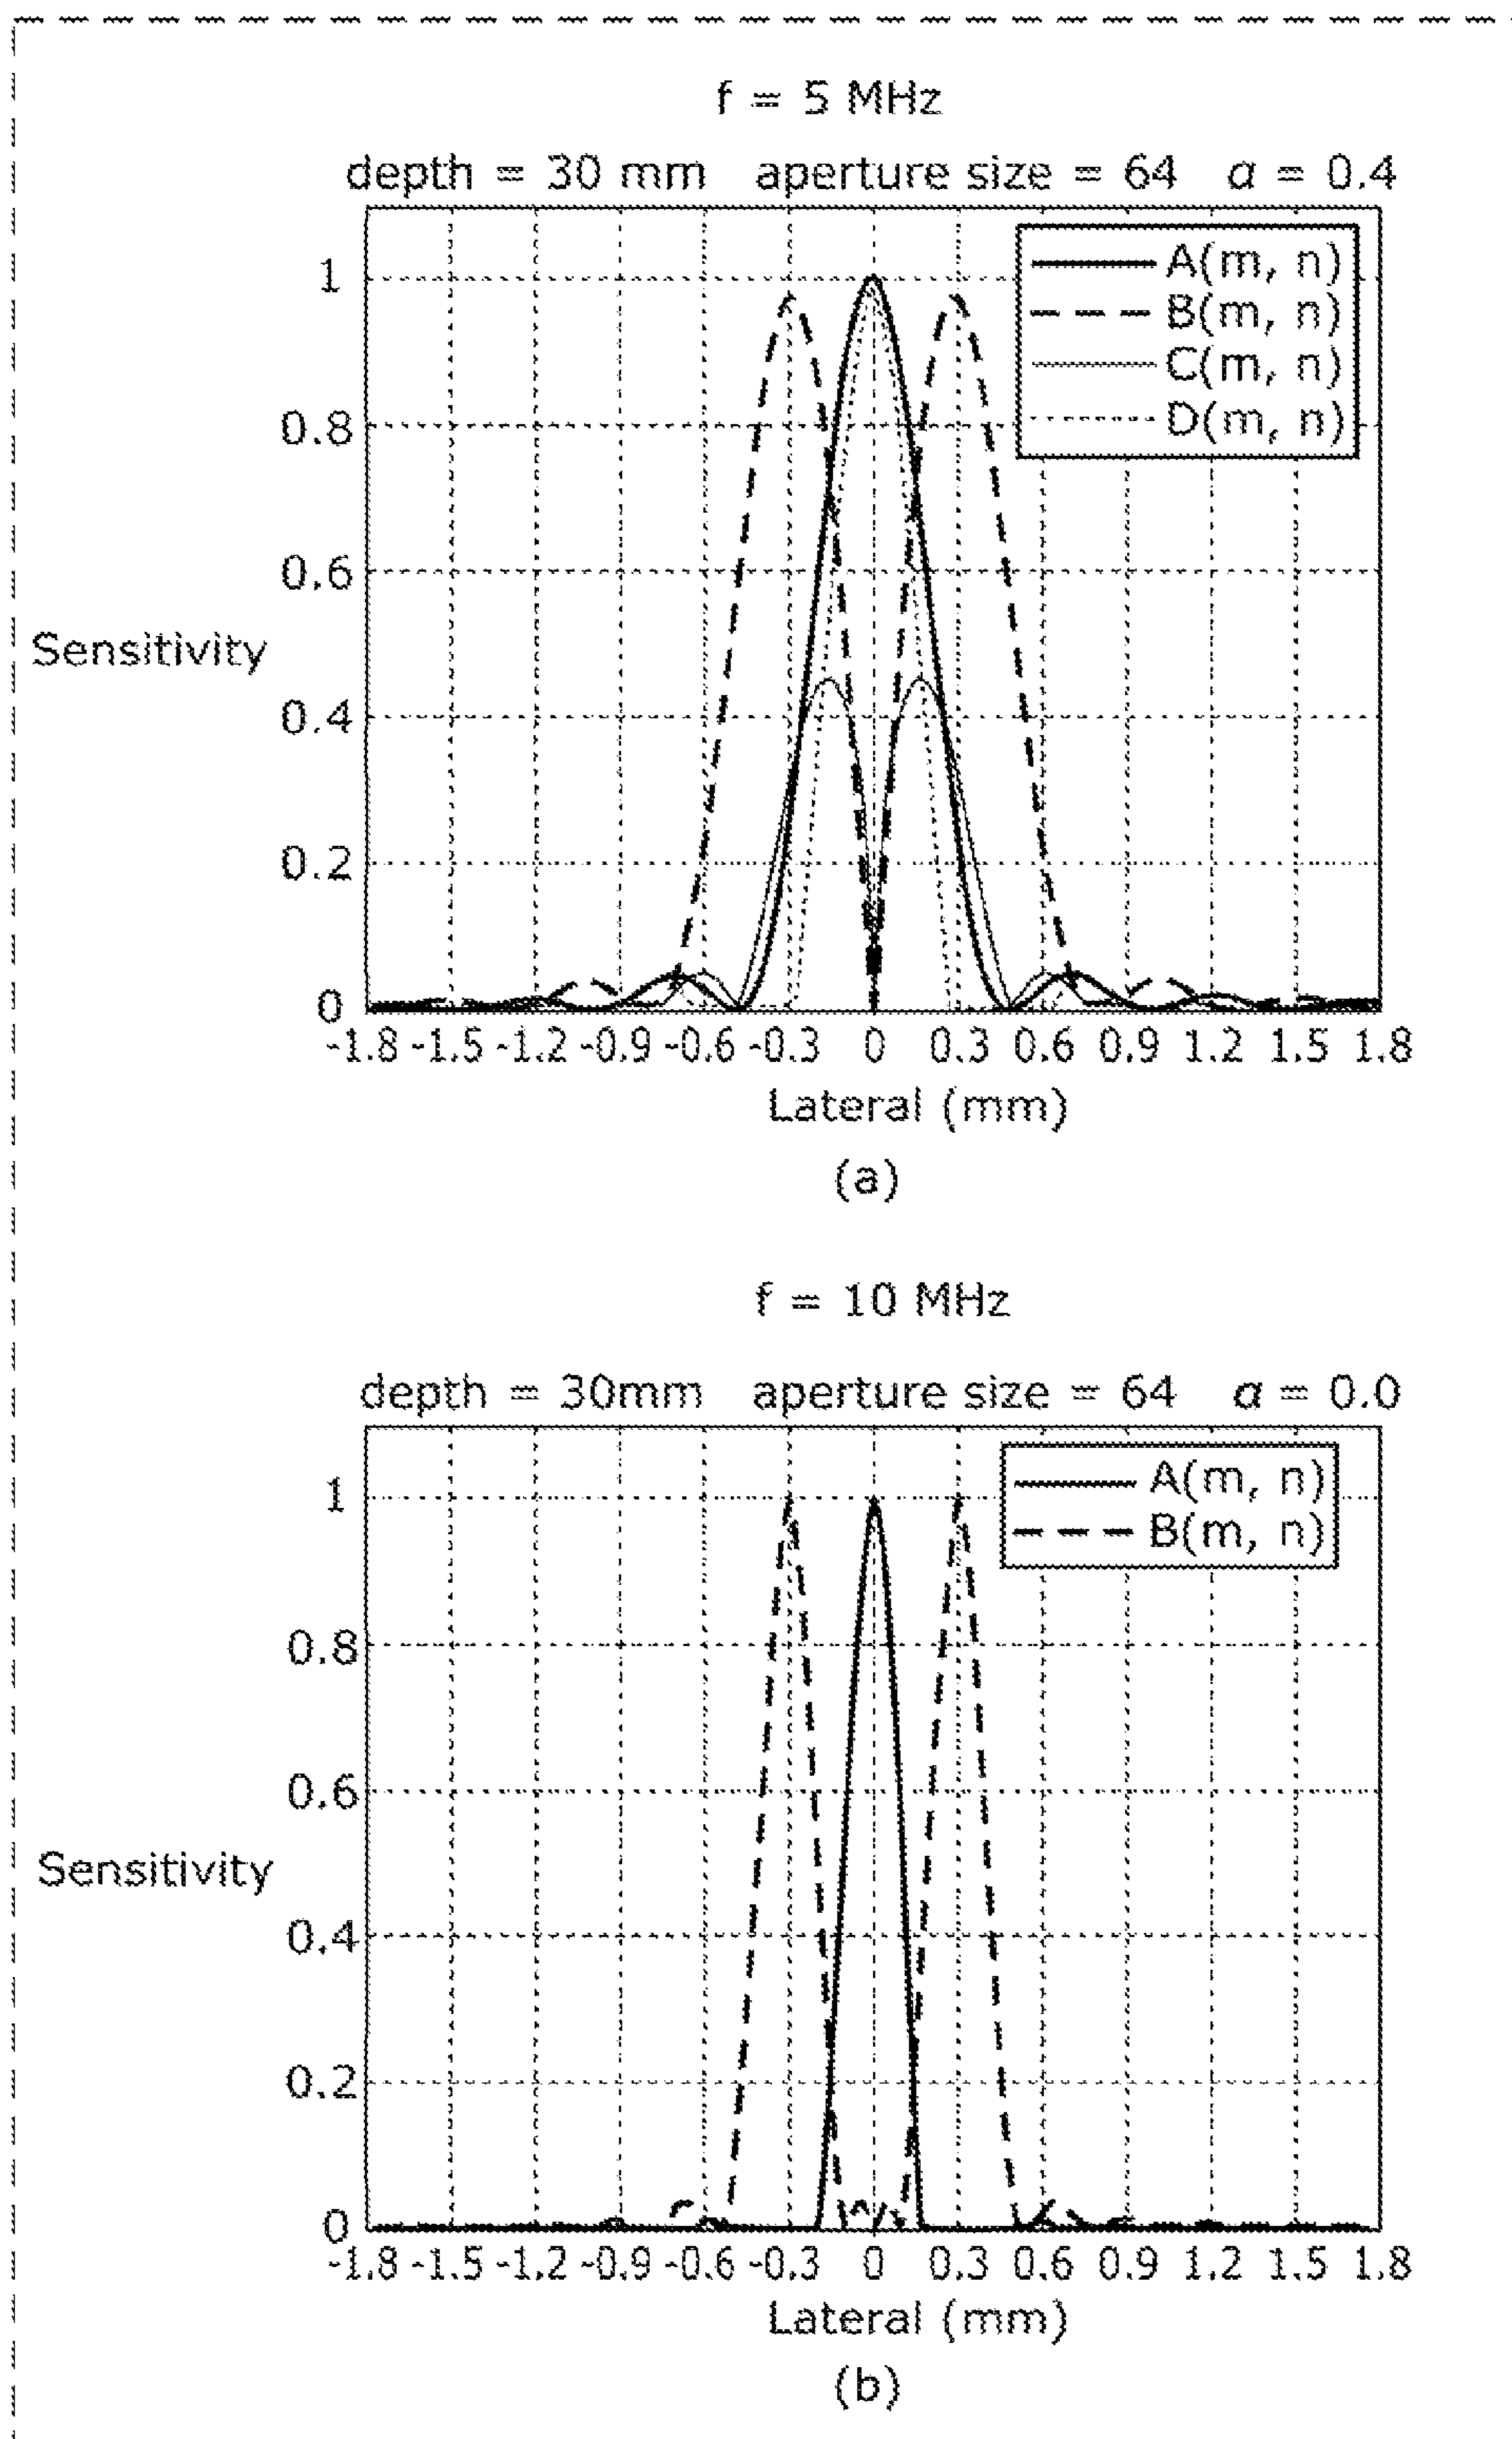 f = 5 MHz
depth = 30 mm aperture size = 64 α = 0.4
A(m, n)
B(m, n)
C(m, n)
D(m, n)
1
0.8
0.6
Sensitivity
0.4
0.2
0
-1.8 -1.5 -1.2 -0.9 -0.6 -0.3 0 0.3 0.6 0.9 1.2 1.5 1.8
Lateral (mm)
(a)
f = 10 MHz
depth = 30mm aperture size = 64 α = 0.0
A(m, n)
B(m, n)
1
0.8
0.6
Sensitivity
0.4
0.2
0
-1.8 -1.5 -1.2 -0.9 -0.6 -0.3 0 0.3 0.6 0.9 1.2 1.5 1.8
Lateral (mm)
(b)